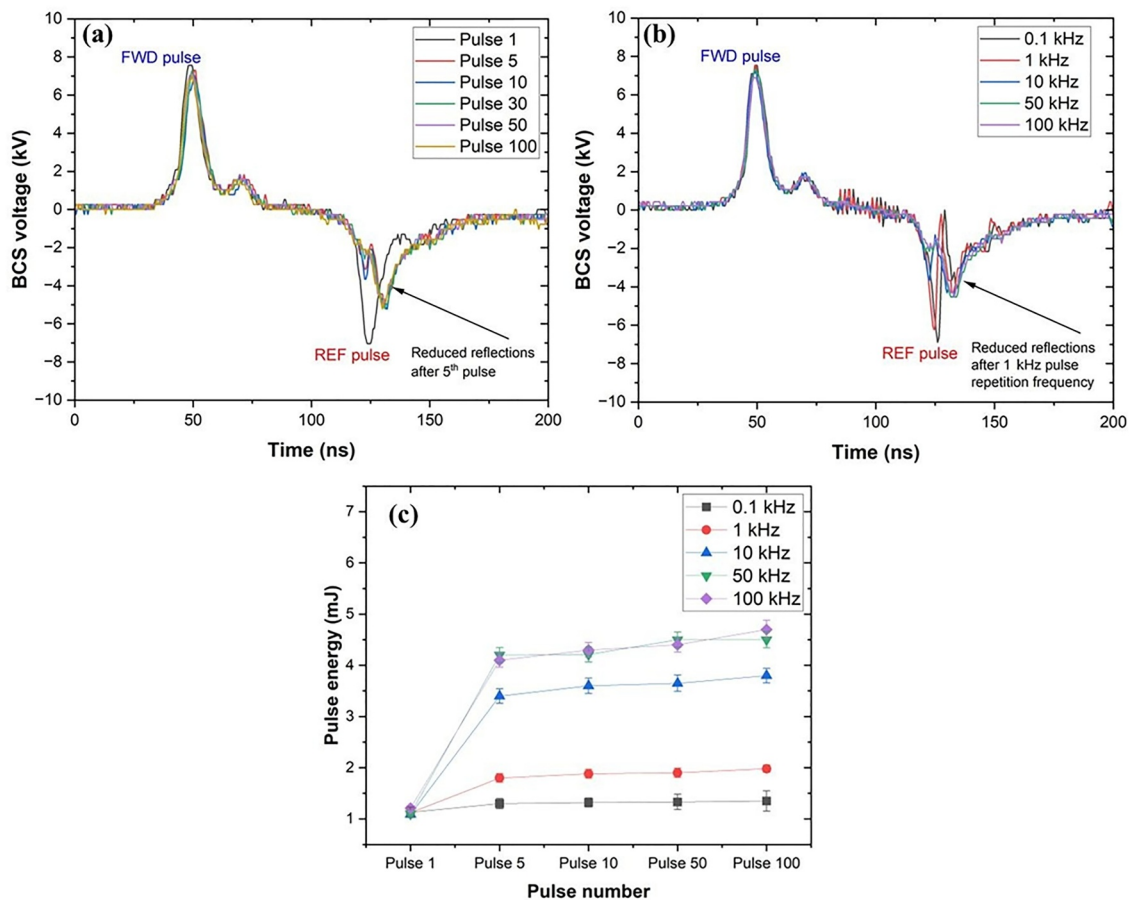 (a)
FWD pulse
Pulse 1
Pulse 5
Pulse 10
Pulse 30
Pulse 50
Pulse 100
10
8
6
4
2
0
−2
−4
−6
−8
−10
BCS voltage (kV)
REF pulse
Reduced reflections
after 5th pulse
0
50
100
150
200
Time (ns)
(b)
FWD pulse
0.1 kHz
1 kHz
10 kHz
50 kHz
100 kHz
10
8
6
4
2
0
−2
−4
−6
−8
−10
BCS voltage (kV)
REF pulse
Reduced reflections
after 1 kHz pulse
repetition frequency
0
50
100
150
200
Time (ns)
(c)
0.1 kHz
1 kHz
10 kHz
50 kHz
100 kHz
7
6
5
4
3
2
1
Pulse energy (mJ)
Pulse 1
Pulse 5
Pulse 10
Pulse 50
Pulse 100
Pulse number